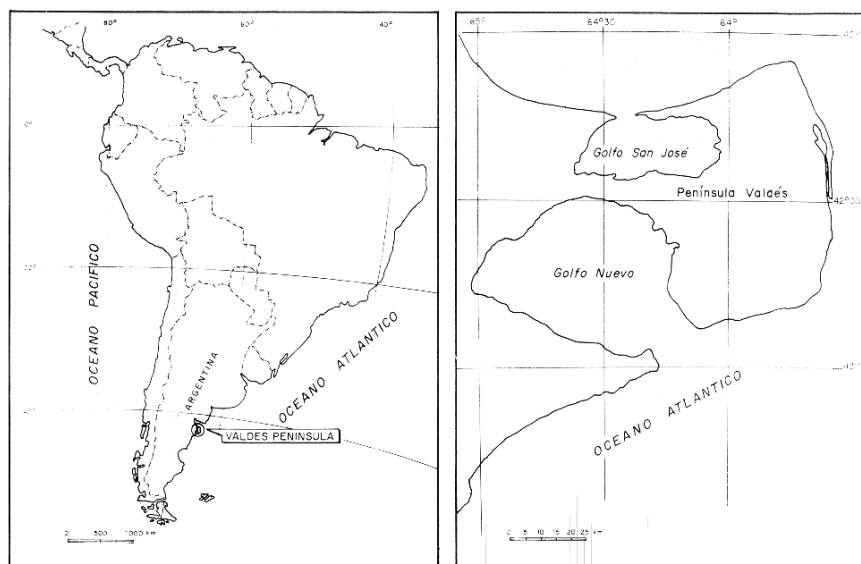 80° 60° 40°
0°
OCEANO PACIFICO
ARGENTINA
OCEANO ATLANTICO
VALDES PENINSULA
0 500 1000 km
65° 64°30 64°
Golfo San José
Península Valdés
42°30
Golfo Nuevo
OCEANO ATLANTICO
0 5 10 15 20 25 km